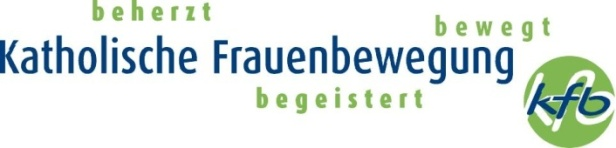 beherzt
bewegt
Katholische Frauenbewegung
begeistert
kfb